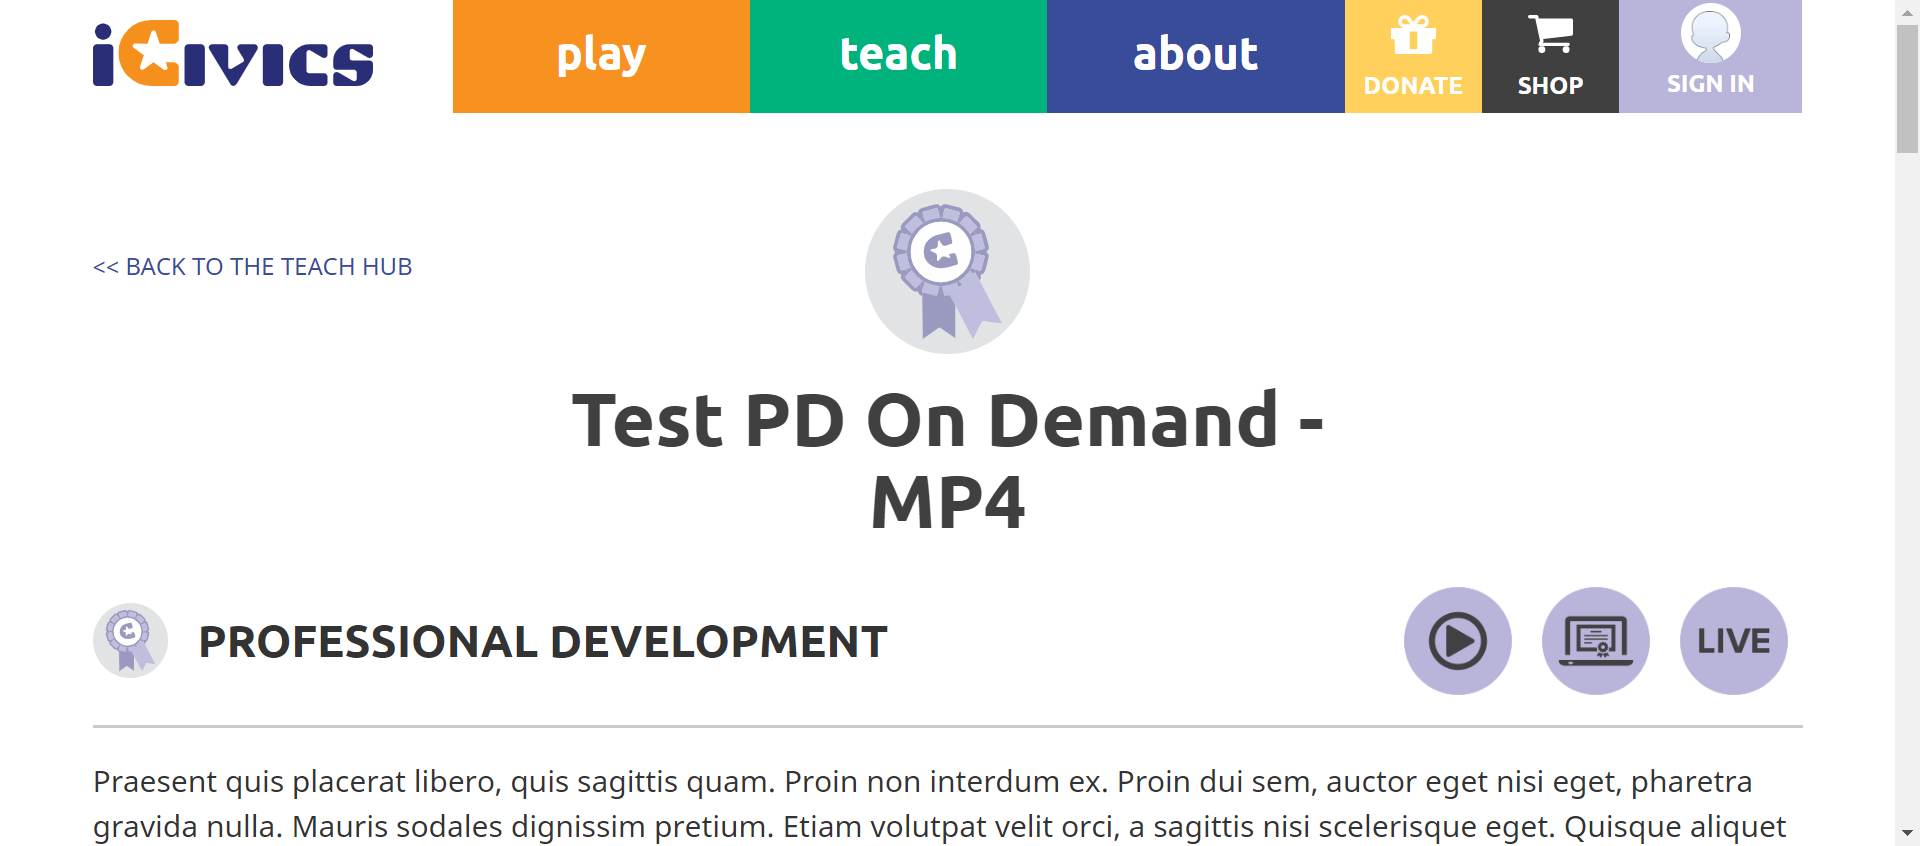 iCivics
play
teach
about
DONATE
SHOP
SIGN IN
<< BACK TO THE TEACH HUB
Test PD On Demand -
MP4
PROFESSIONAL DEVELOPMENT
LIVE
Praesent quis placerat libero, quis sagittis quam. Proin non interdum ex. Proin dui sem, auctor eget nisi eget, pharetra
gravida nulla. Mauris sodales dignissim pretium. Etiam volutpat velit orci, a sagittis nisi scelerisque eget. Quisque aliquet